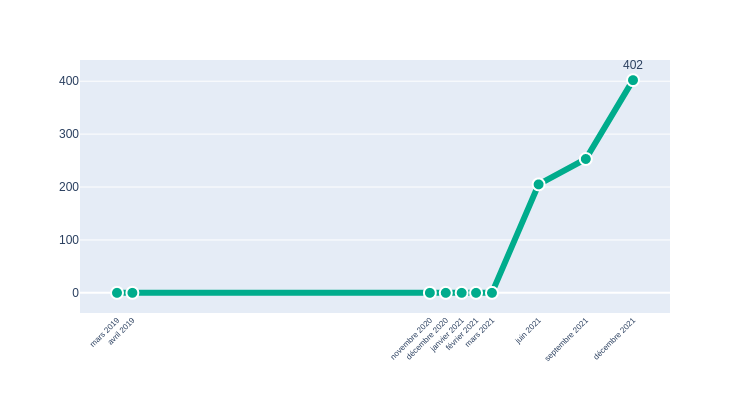 402
400
300
200
100
0
mars 2019
avril 2019
novembre 2020
décembre 2020
janvier 2021
février 2021
mars 2021
juin 2021
septembre 2021
décembre 2021